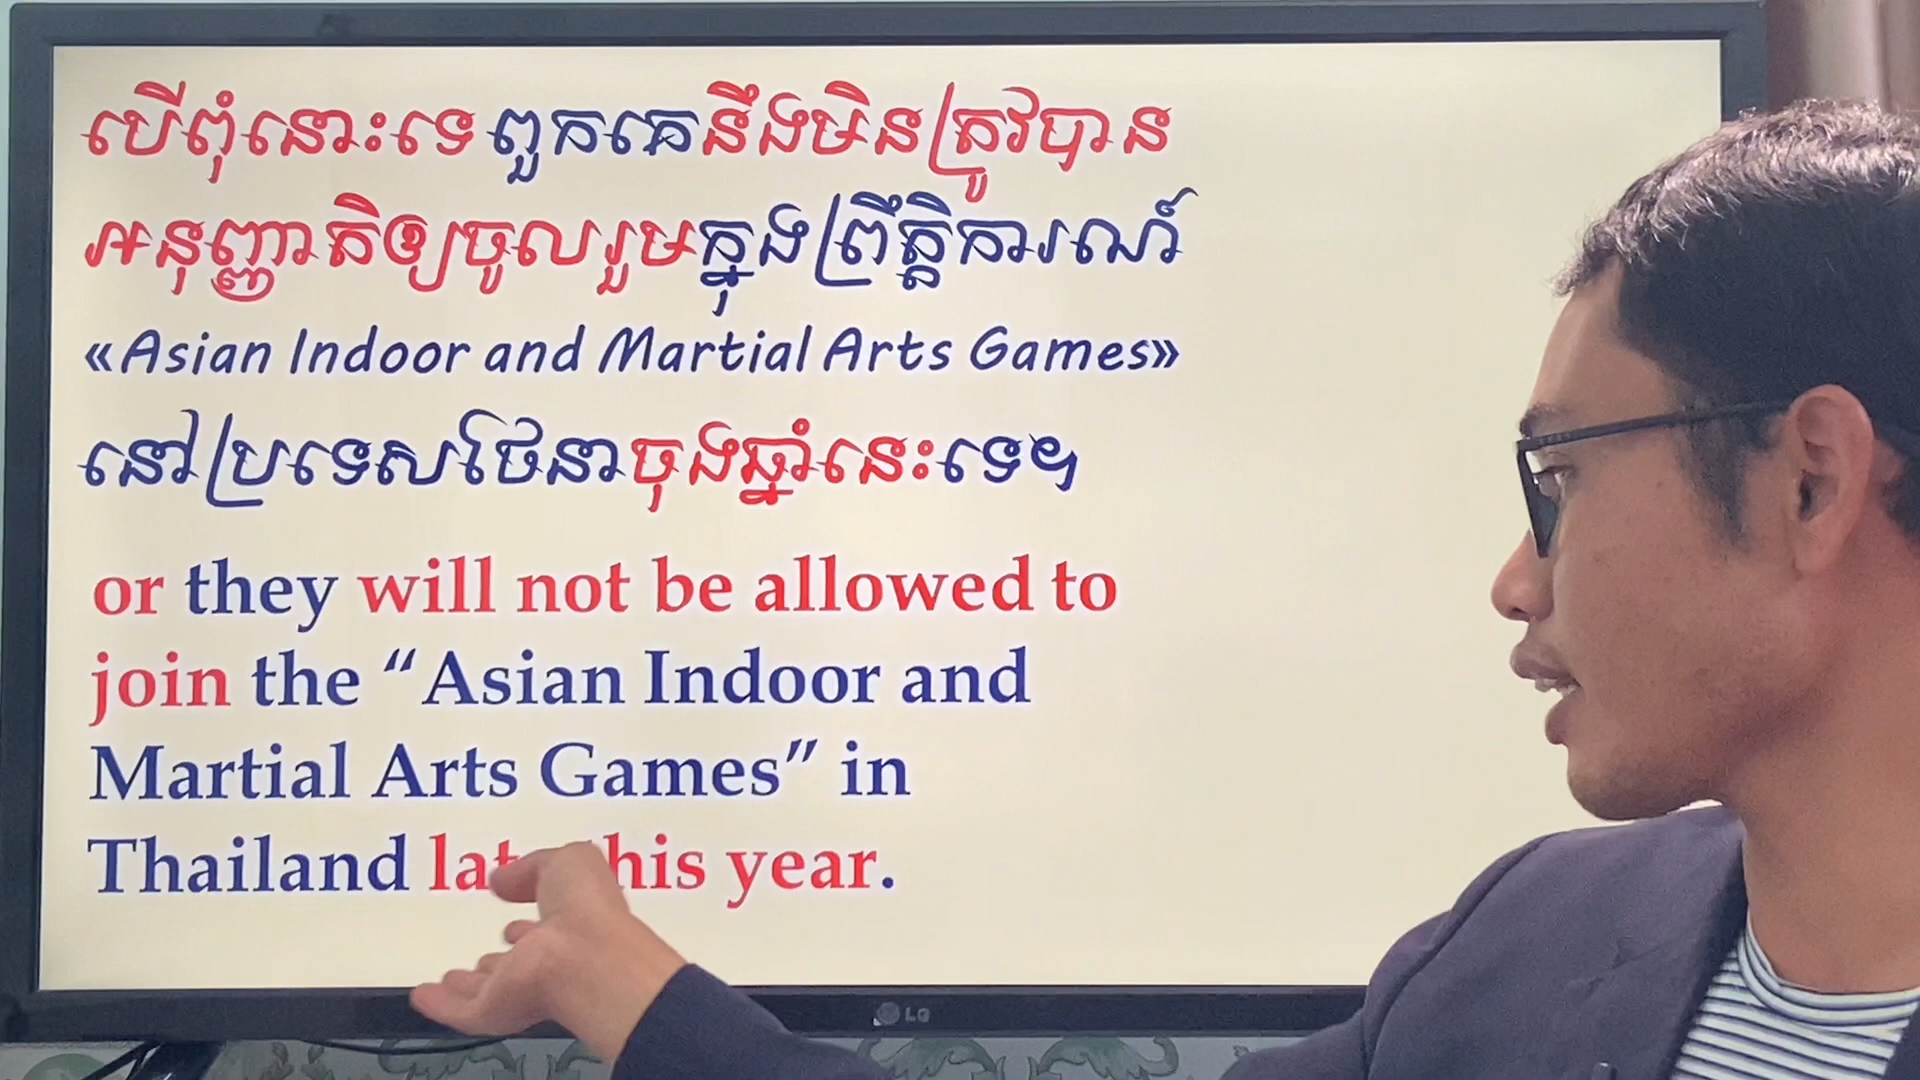 បើពុំនោះទេ ពួកគេនឹងមិនត្រូវបាន
អនុញ្ញាតិឲ្យចូលរួមក្នុងព្រឹត្តិការណ៍
«Asian Indoor and Martial Arts Games»
នៅប្រទេសថៃនាចុងឆ្នាំនេះទេ។
or they will not be allowed to
join the “Asian Indoor and
Martial Arts Games” in
Thailand year.
LG